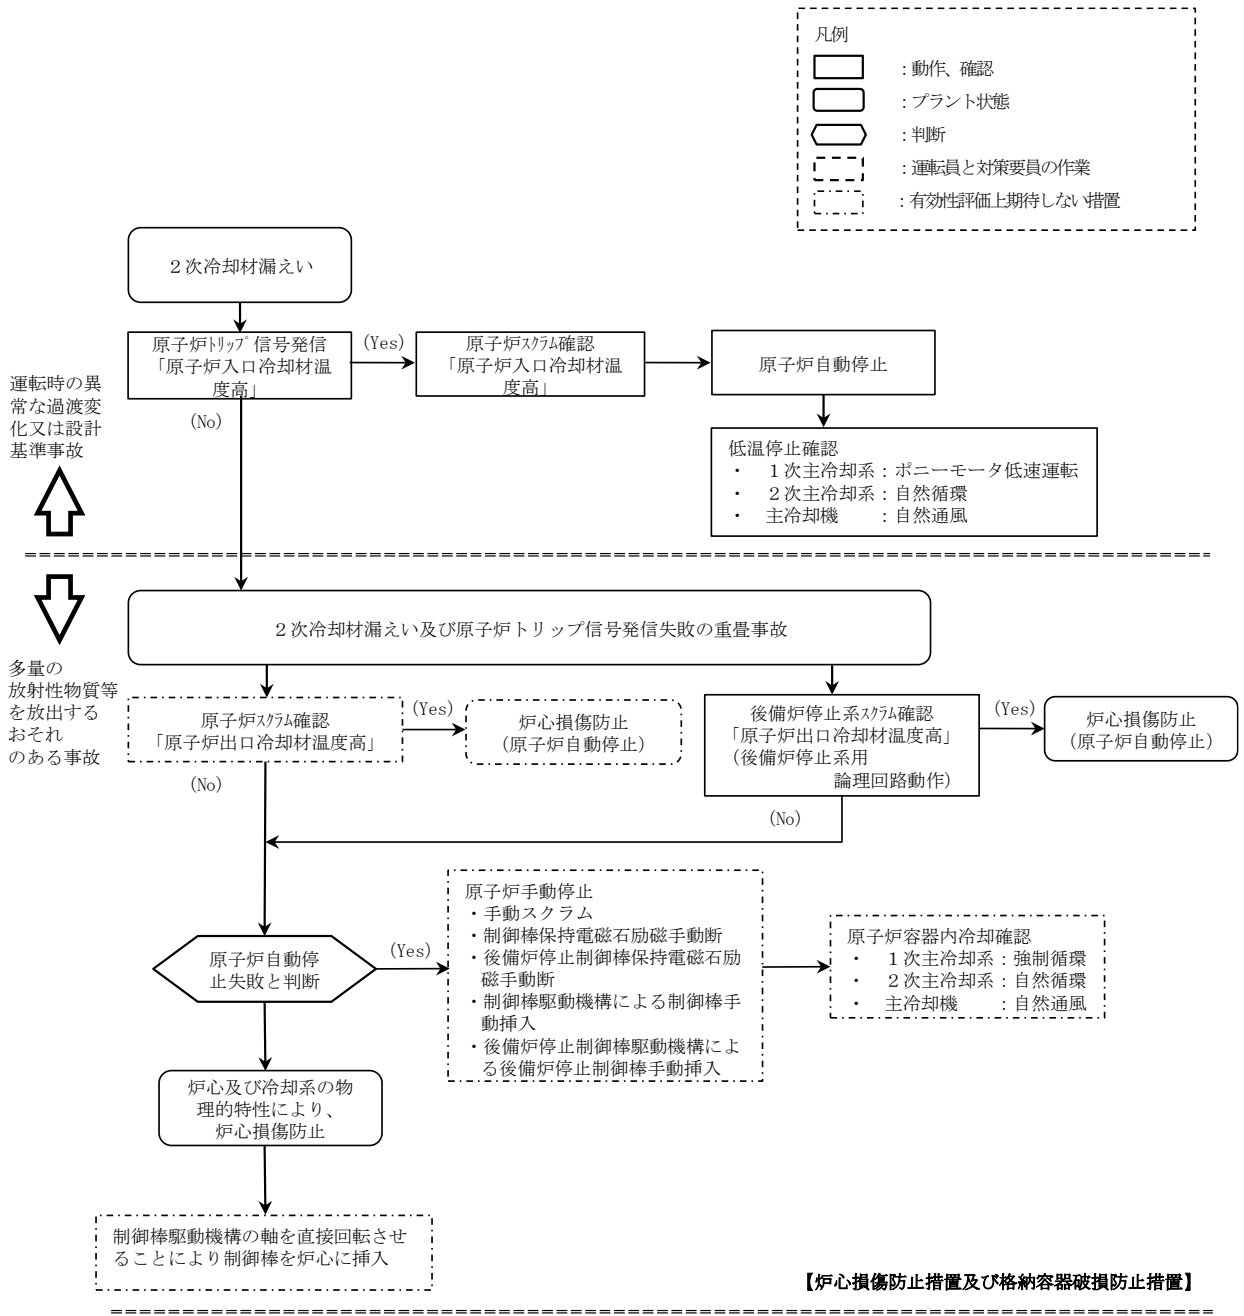 凡例
：動作、確認
：プラント状態
：判断
：運転員と対策要員の作業
：有効性評価上期待しない措置
２次冷却材漏えい
原子炉ﾄﾘｯﾌﾟ信号発信
「原子炉入口冷却材温
度高」
(Yes)
原子炉ｽｸﾗﾑ確認
「原子炉入口冷却材温
度高」
原子炉自動停止
(No)
運転時の異
常な過渡変
化又は設計
基準事故
低温停止確認
・　１次主冷却系：ポニーモータ低速運転
・　２次主冷却系：自然循環
・　主冷却機　　：自然通風
２次冷却材漏えい及び原子炉トリップ信号発信失敗の重畳事故
多量の
放射性物質等
を放出する
おそれ
のある事故
原子炉ｽｸﾗﾑ確認
「原子炉出口冷却材温度高」
(Yes)
炉心損傷防止
（原子炉自動停止）
後備炉停止系ｽｸﾗﾑ確認
「原子炉出口冷却材温度高」
（後備炉停止系用
論理回路動作）
(Yes)
炉心損傷防止
（原子炉自動停止）
(No)
(No)
原子炉自動停
止失敗と判断
(Yes)
原子炉手動停止
・手動スクラム
・制御棒保持電磁石励磁手動断
・後備炉停止制御棒保持電磁石励
磁手動断
・制御棒駆動機構による制御棒手
動挿入
・後備炉停止制御棒駆動機構によ
る後備炉停止制御棒手動挿入
原子炉容器内冷却確認
・　１次主冷却系：強制循環
・　２次主冷却系：自然循環
・　主冷却機　　：自然通風
炉心及び冷却系の物
理的特性により、
炉心損傷防止
制御棒駆動機構の軸を直接回転させ
ることにより制御棒を炉心に挿入
【炉心損傷防止措置及び格納容器破損防止措置】